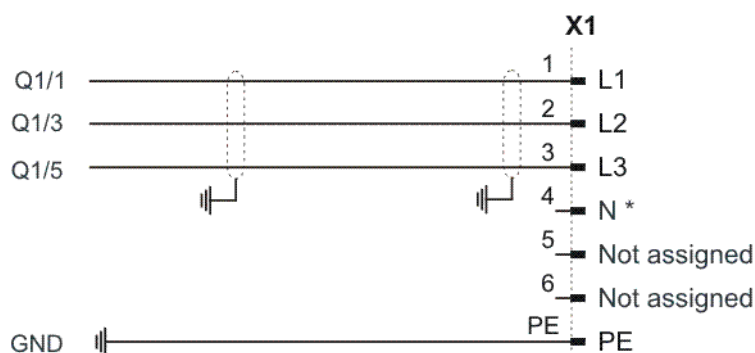 X1
Q1/1 1 L1
Q1/3 2 L2
Q1/5 3 L3
4 N *
5 Not assigned
6 Not assigned
GND PE PE